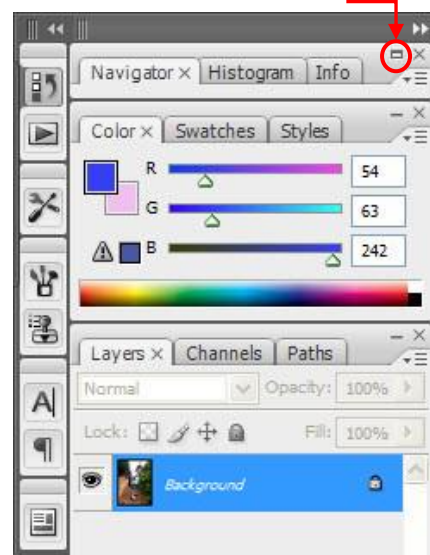 Navigator × Histogram Info
Color × Swatches Styles
R 54
G 63
B 242
Layers × Channels Paths
Normal Opacity: 100%
Lock: Fill: 100%
Background
A